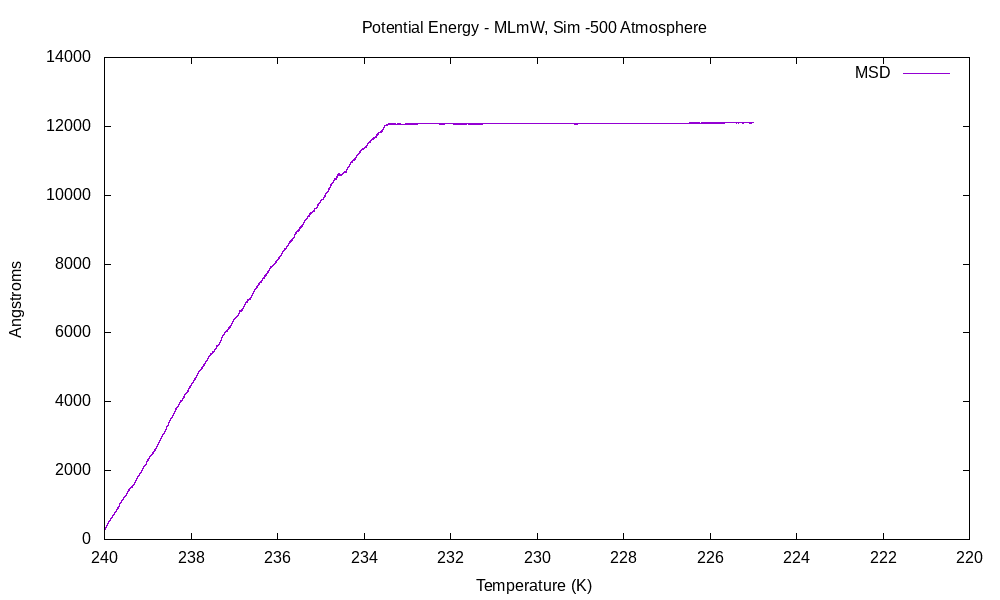 Potential Energy - MLmW, Sim -500 Atmosphere
14000
MSD
12000
10000
8000
Angstroms
6000
4000
2000
0
240 238 236 234 232 230 228 226 224 222 220
Temperature (K)